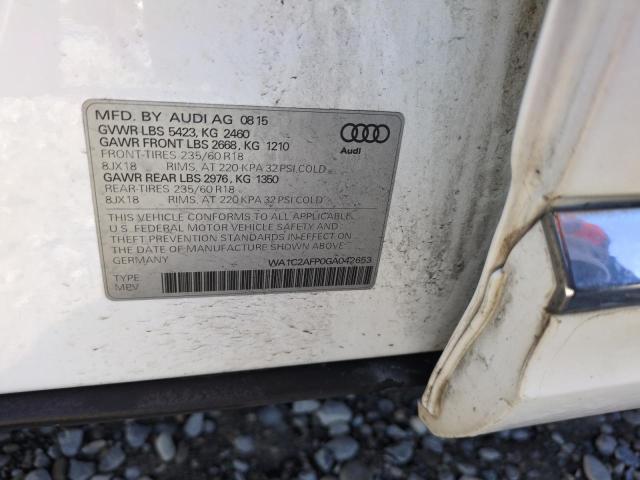 MFD. BY AUDI AG 08 15
GVWR LBS 5423, KG 2460
GAWR FRONT LBS 2668, KG 1210
FRONT-TIRES 235/60 R18
8JX18 RIMS, AT 220 KPA 32 PSI COLD
GAWR REAR LBS 2976, KG 1350
REAR-TIRES 235/60 R18
8JX18 RIMS, AT 220 KPA 32 PSI COLD
Audi
THIS VEHICLE CONFORMS TO ALL APPLICABLE
U.S. FEDERAL MOTOR VEHICLE SAFETY AND
THEFT PREVENTION STANDARDS IN EFFECT ON
THE DATE OF MANUFACTURE SHOWN ABOVE
GERMANY WA1C2AFP0GA042653
TYPE
MPV